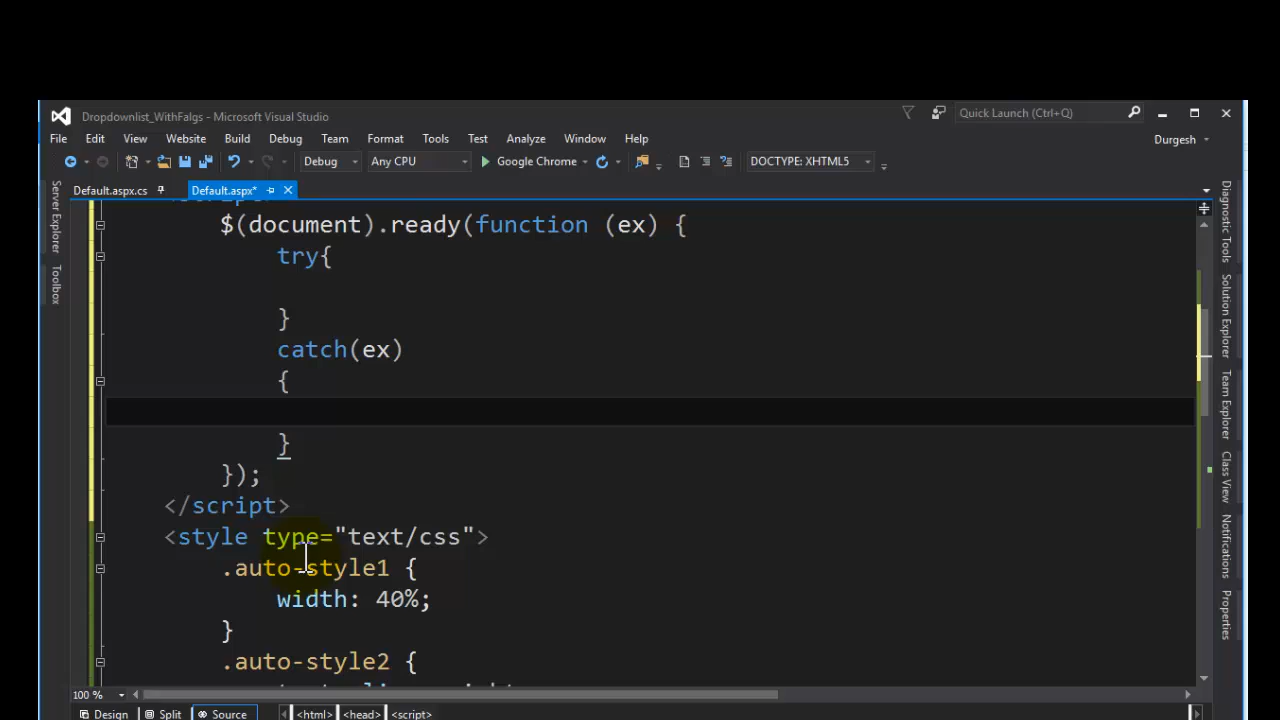 Dropdownlist_WithFalgs - Microsoft Visual Studio
Quick Launch (Ctrl+Q)
File Edit View Website Build Debug Team Format Tools Test Analyze Window Help
Durgesh
Debug Any CPU Google Chrome DOCTYPE: XHTML5
Default.aspx.cs Default.aspx*
Server Explorer
Toolbox
$(document).ready(function (ex) {
try{
}
catch(ex)
{
}
});
</script>
<style type="text/css">
.auto-style1 {
width: 40%;
}
.auto-style2 {
100 %
Design Split Source <html> <head> <script>
Diagnostic Tools
Solution Explorer
Team Explorer
Class View
Notifications
Properties